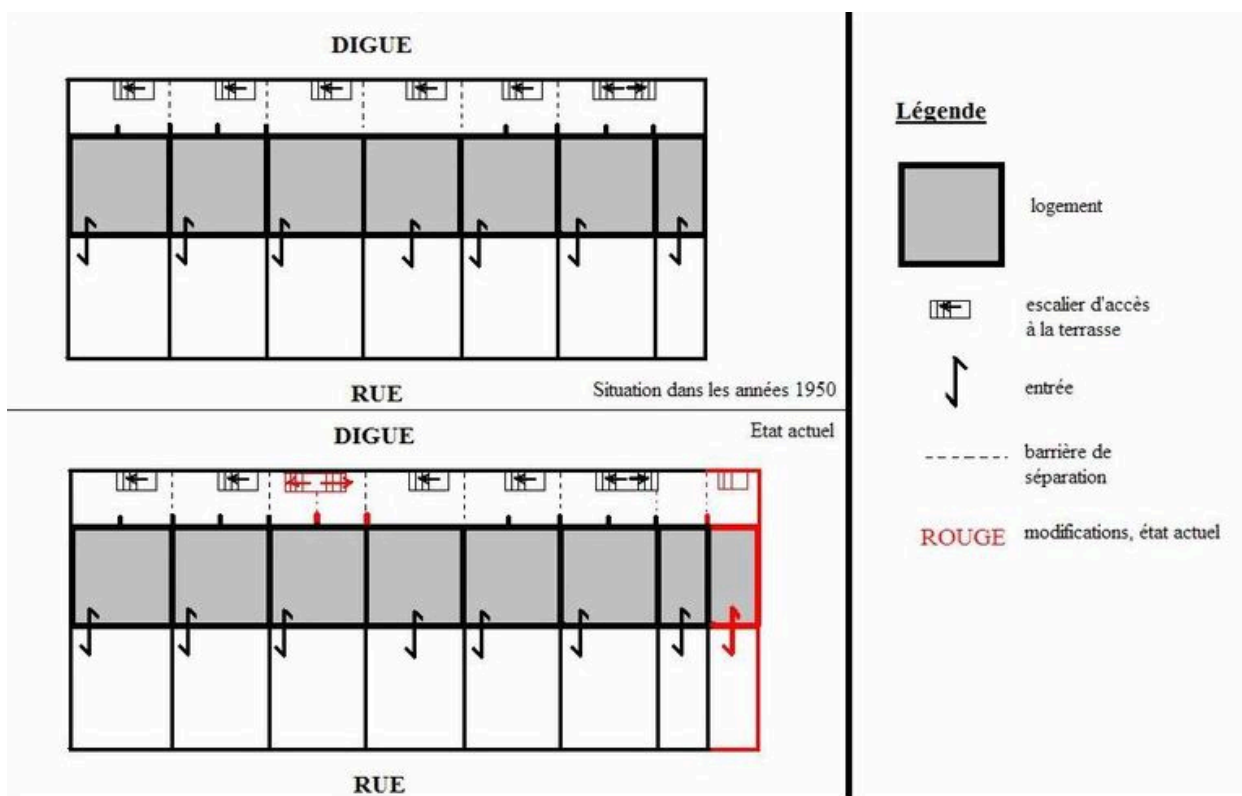 DIGUE
RUE
Situation dans les années 1950
DIGUE
Etat actuel
RUE
Légende
logement
escalier d'accès
à la terrasse
entrée
barrière de
séparation
ROUGE
modifications, état actuel